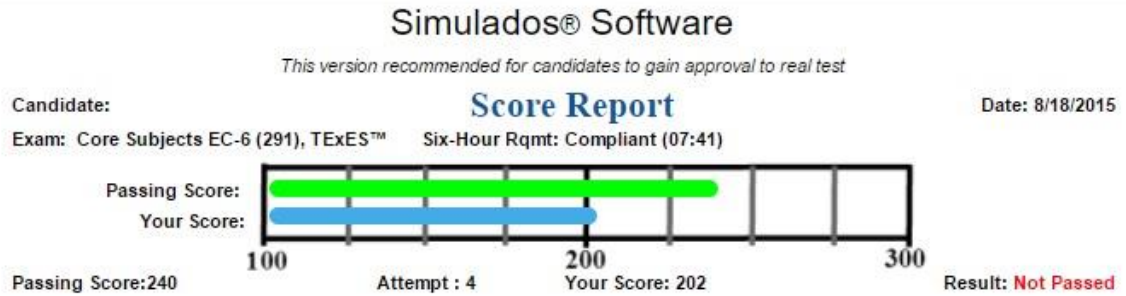 Simulados® Software
This version recommended for candidates to gain approval to real test
Candidate: Score Report Date: 8/18/2015
Exam: Core Subjects EC-6 (291), TExES™ Six-Hour Rqmt: Compliant (07:41)
Passing Score:
Your Score:
100 200 300
Passing Score:240 Attempt : 4 Your Score: 202 Result: Not Passed